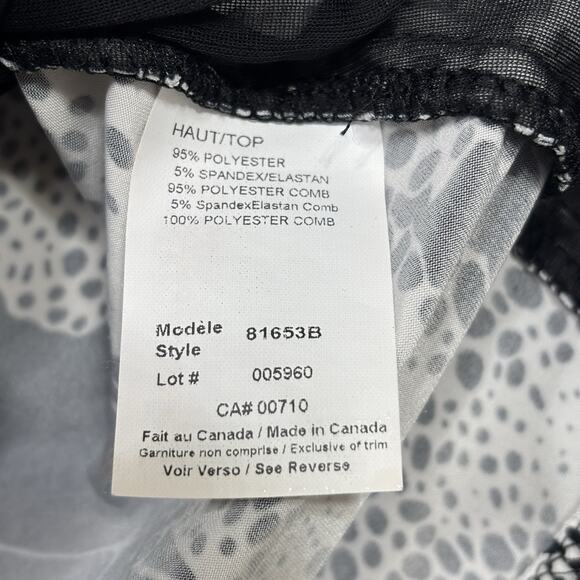 HAUT/TOP
95% POLYESTER
5% SPANDEX/ELASTAN
95% POLYESTER COMB
5% SpandexElastan Comb
100% POLYESTER COMB
Modèle
Style 81653B
Lot # 005960
CA# 00710
Fait au Canada / Made in Canada
Garniture non comprise / Exclusive of trim
Voir Verso / See Reverse